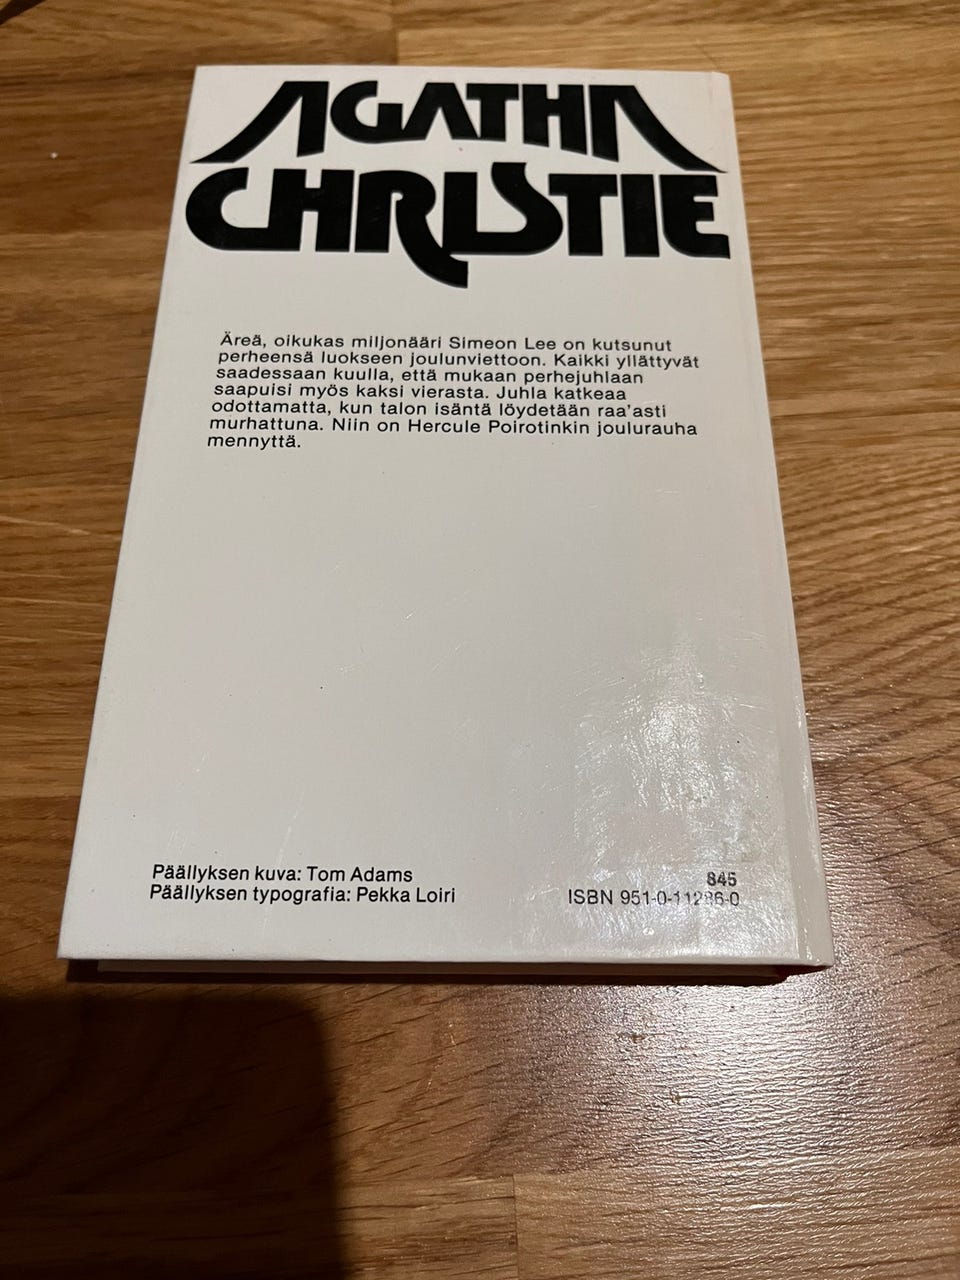 AGATHA
CHRISTIE
Äreä, oikukas miljonääri Simeon Lee on kutsunut
perheensä luokseen joulunviettoon. Kaikki yllättyvät
saadessaan kuulla, että mukaan perhejuhlaan
saapuisi myös kaksi vierasta. Juhla katkeaa
odottamatta, kun talon isäntä löydetään raa'asti
murhattuna. Niin on Hercule Poirotinkin joulurauha
mennyttä.
Päällyksen kuva: Tom Adams
Päällyksen typografia: Pekka Loiri
845
ISBN 951-0-11286-0